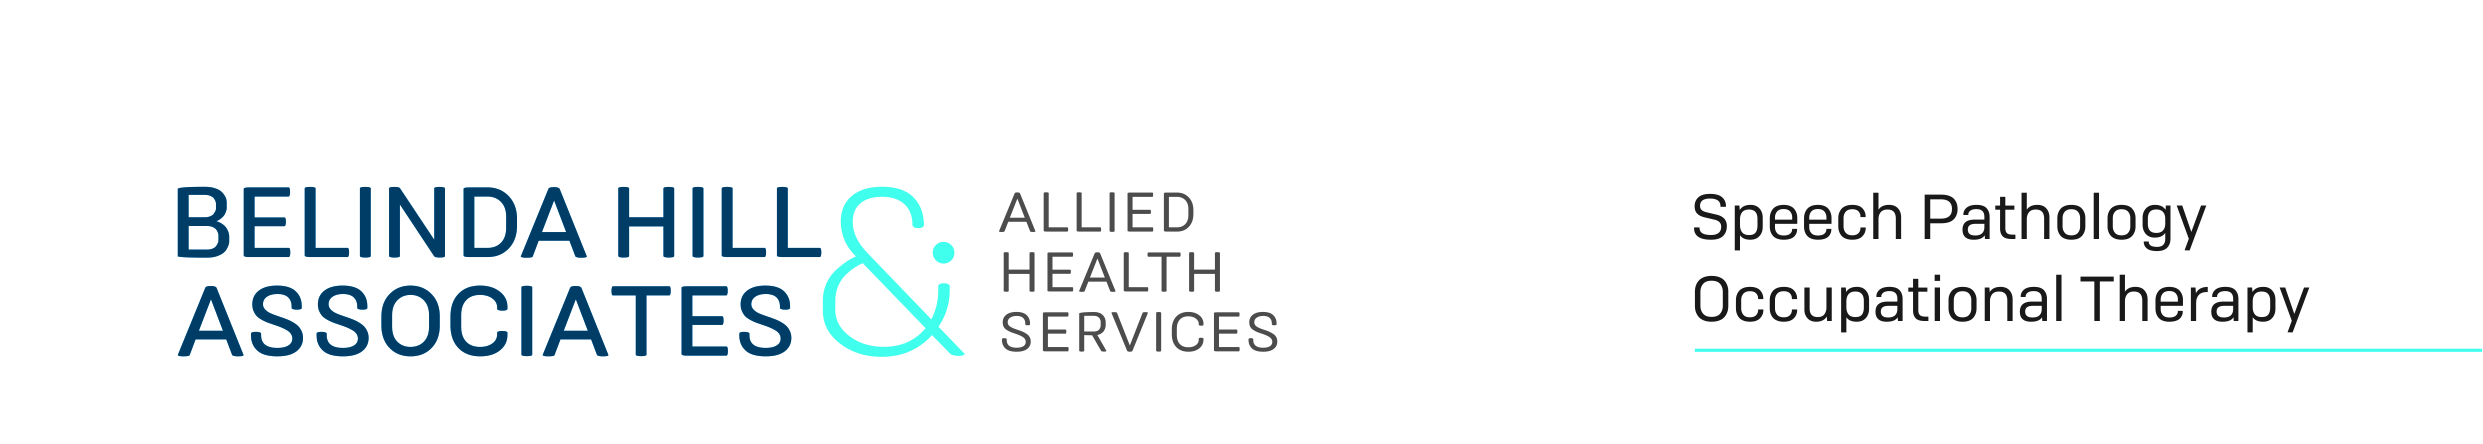 BELINDA HILL &
ASSOCIATES
ALLIED
HEALTH
SERVICES
Speech Pathology
Occupational Therapy